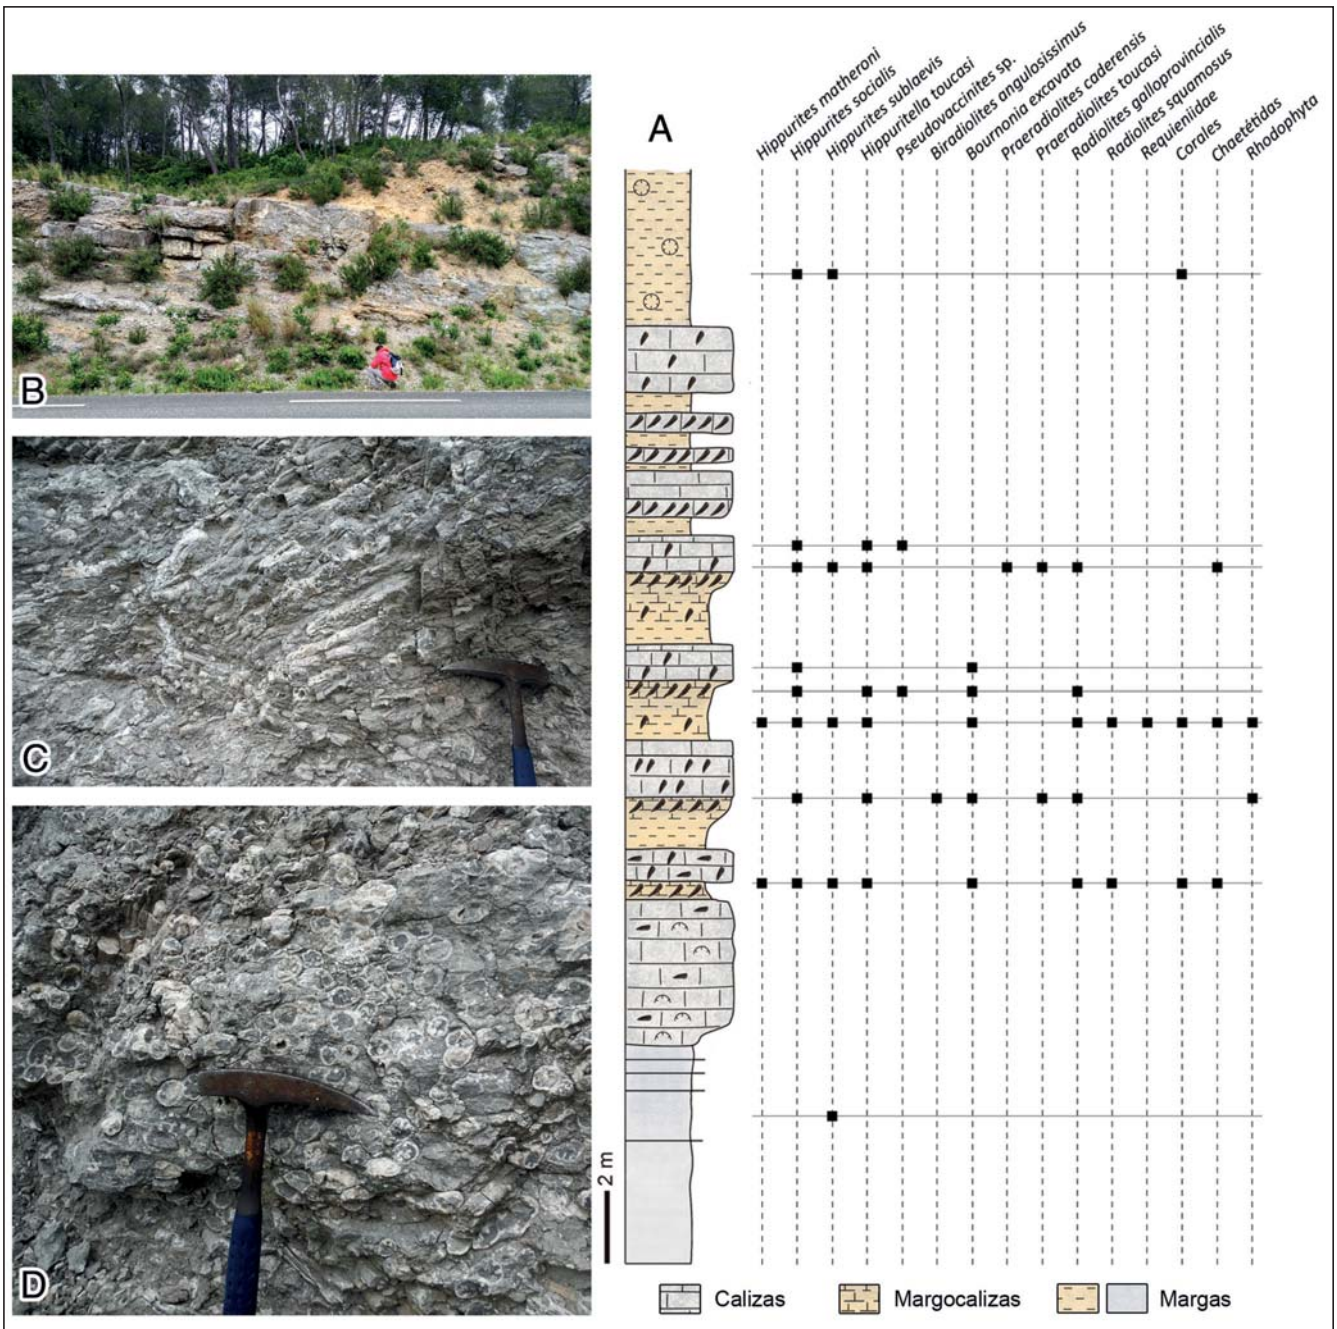 A
Hippurites matheroni
Hippurites socialis
Hippurites sublaevis
Hippuritella toucasi
Pseudovaccinites sp.
Biradiolites angulosissimus
Bournonia excavata
Praeradiolites caderensis
Praeradiolites toucasi
Radiolites galloprovincialis
Radiolites squamosus
Requieniidae
Corales
Chaetétidas
Rhodophyta
B
C
D
2 m
Calizas
Margocalizas
Margas